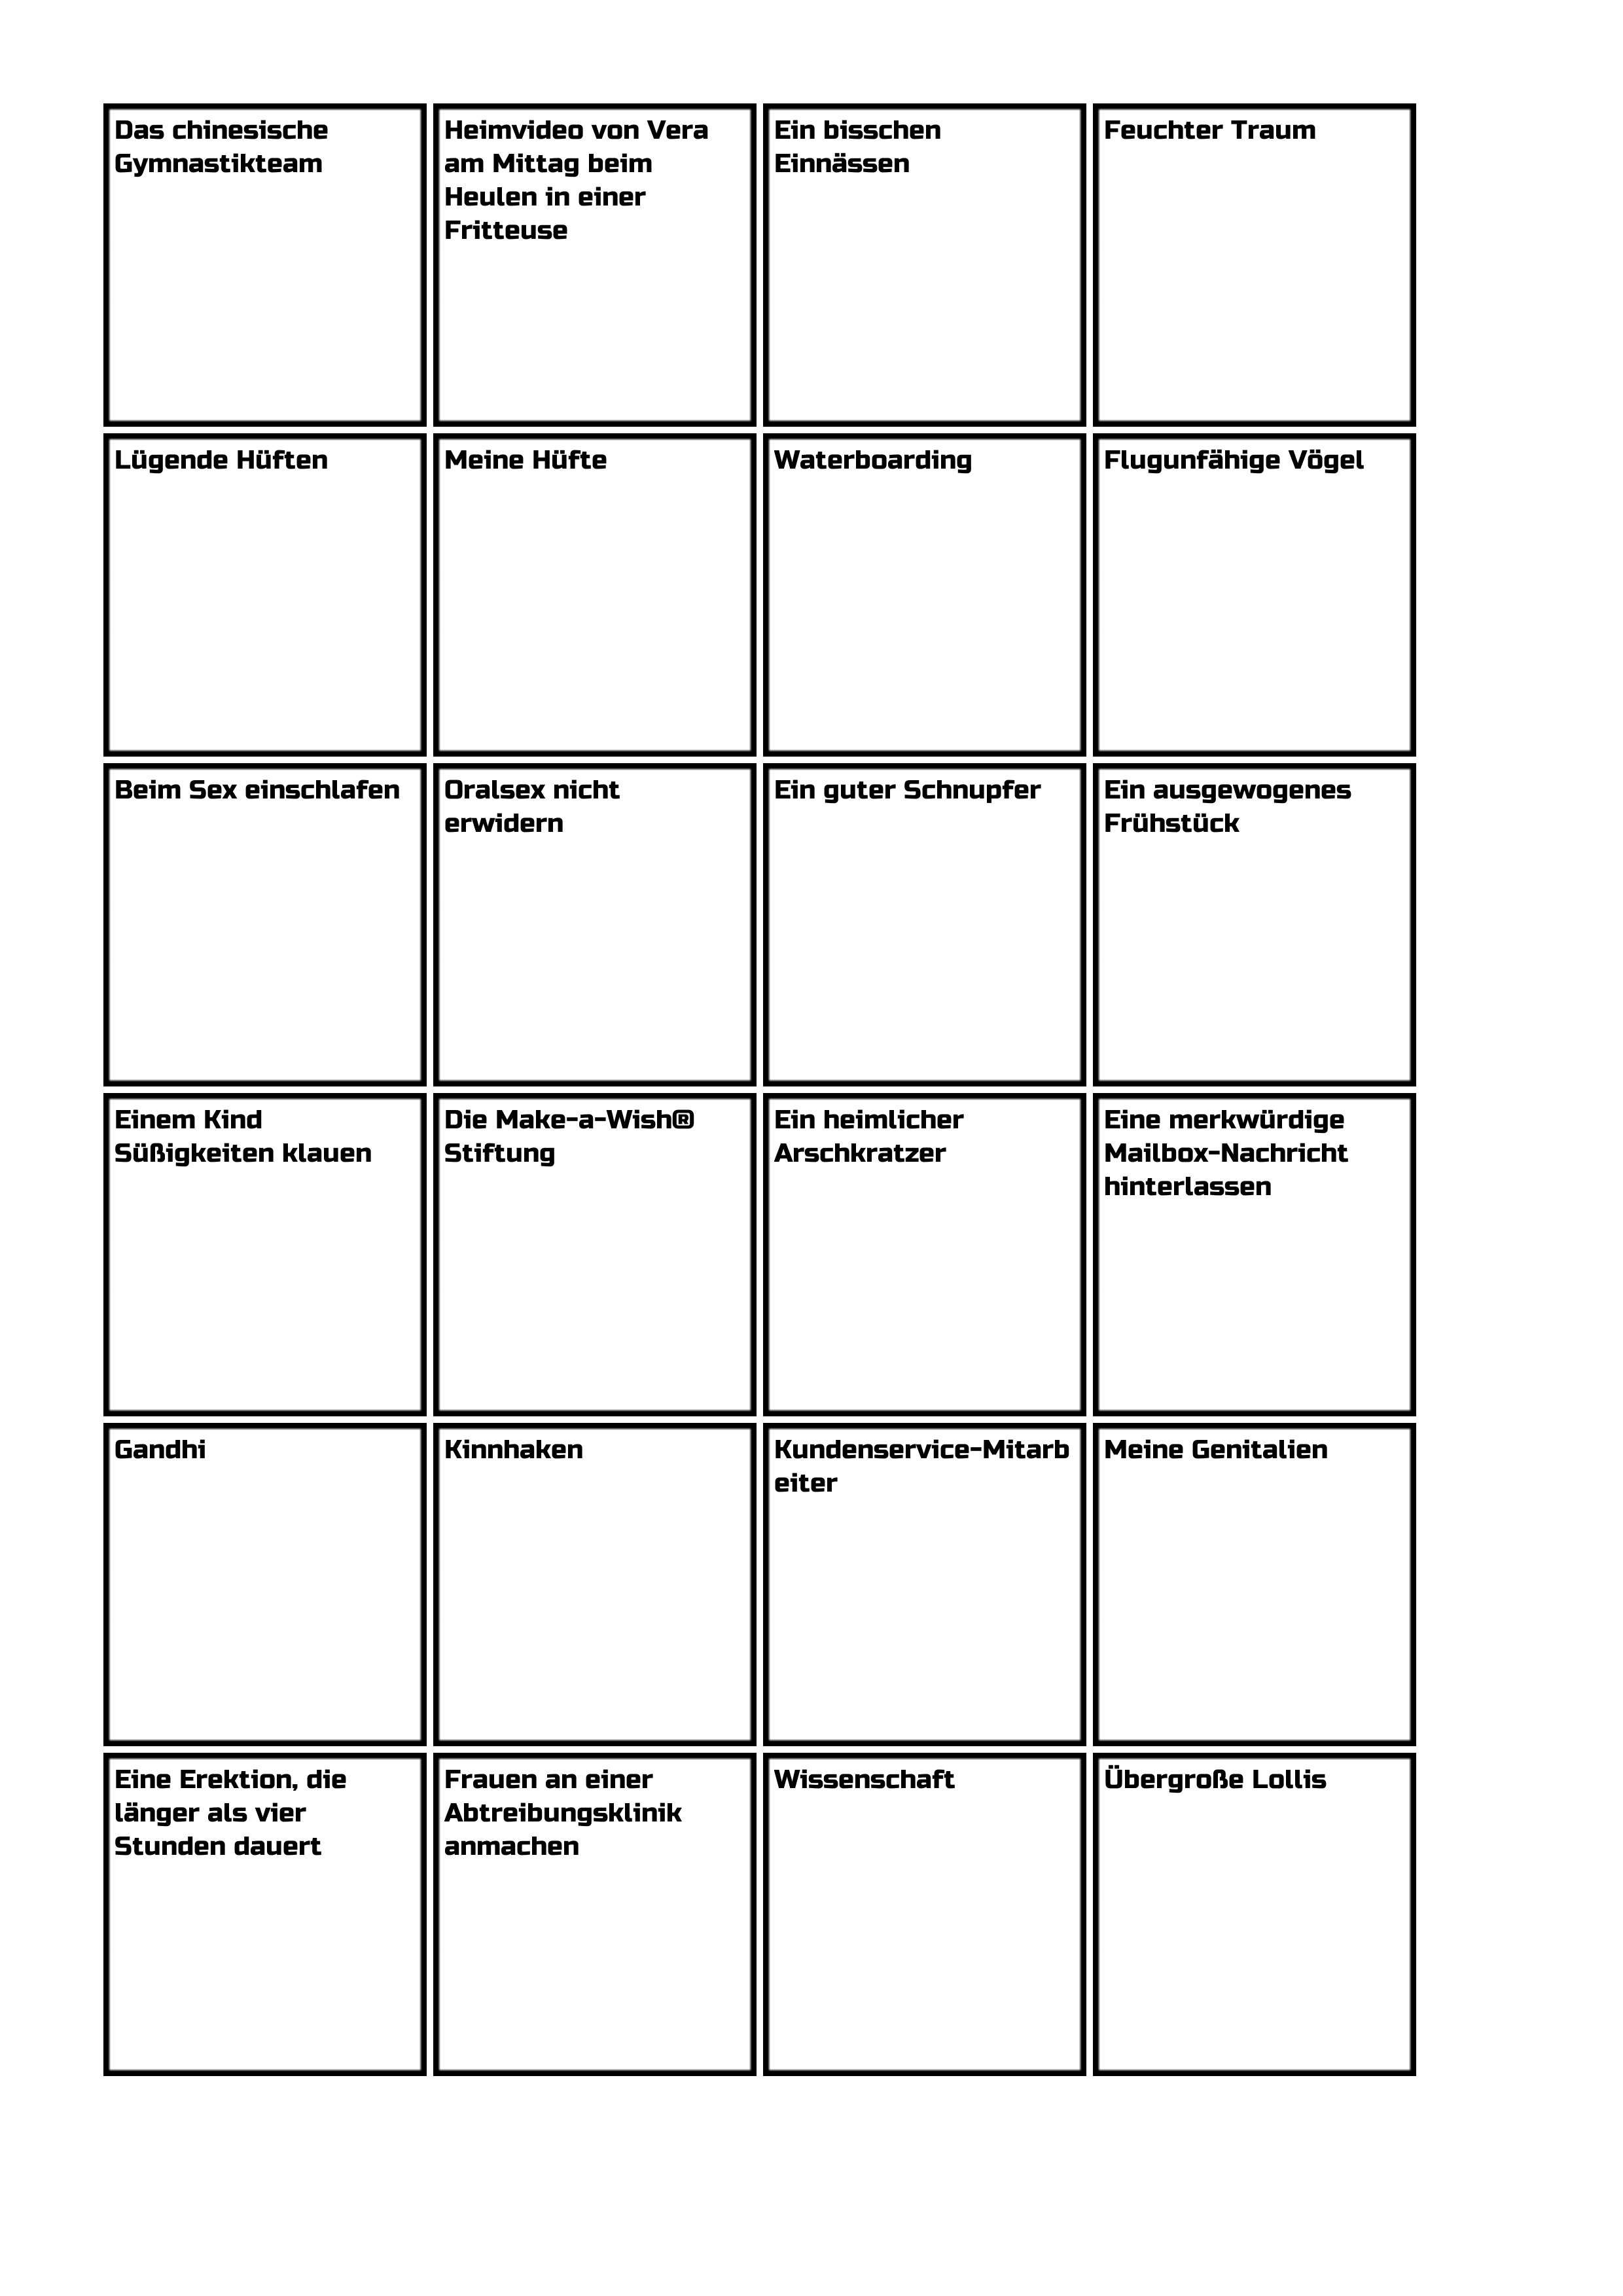 Das chinesische
Gymnastikteam
Heimvideo von Vera
am Mittag beim
Heulen in einer
Fritteuse
Ein bisschen
Einnässen
Feuchter Traum
Lügende Hüften
Meine Hüfte
Waterboarding
Flugunfähige Vögel
Beim Sex einschlafen
Oralsex nicht
erwidern
Ein guter Schnupfer
Ein ausgewogenes
Frühstück
Einem Kind
Süßigkeiten klauen
Die Make-a-Wish®
Stiftung
Ein heimlicher
Arschkratzer
Eine merkwürdige
Mailbox-Nachricht
hinterlassen
Gandhi
Kinnhaken
Kundenservice-Mitarb
eiter
Meine Genitalien
Eine Erektion, die
länger als vier
Stunden dauert
Frauen an einer
Abtreibungsklinik
anmachen
Wissenschaft
Übergroße Lollis